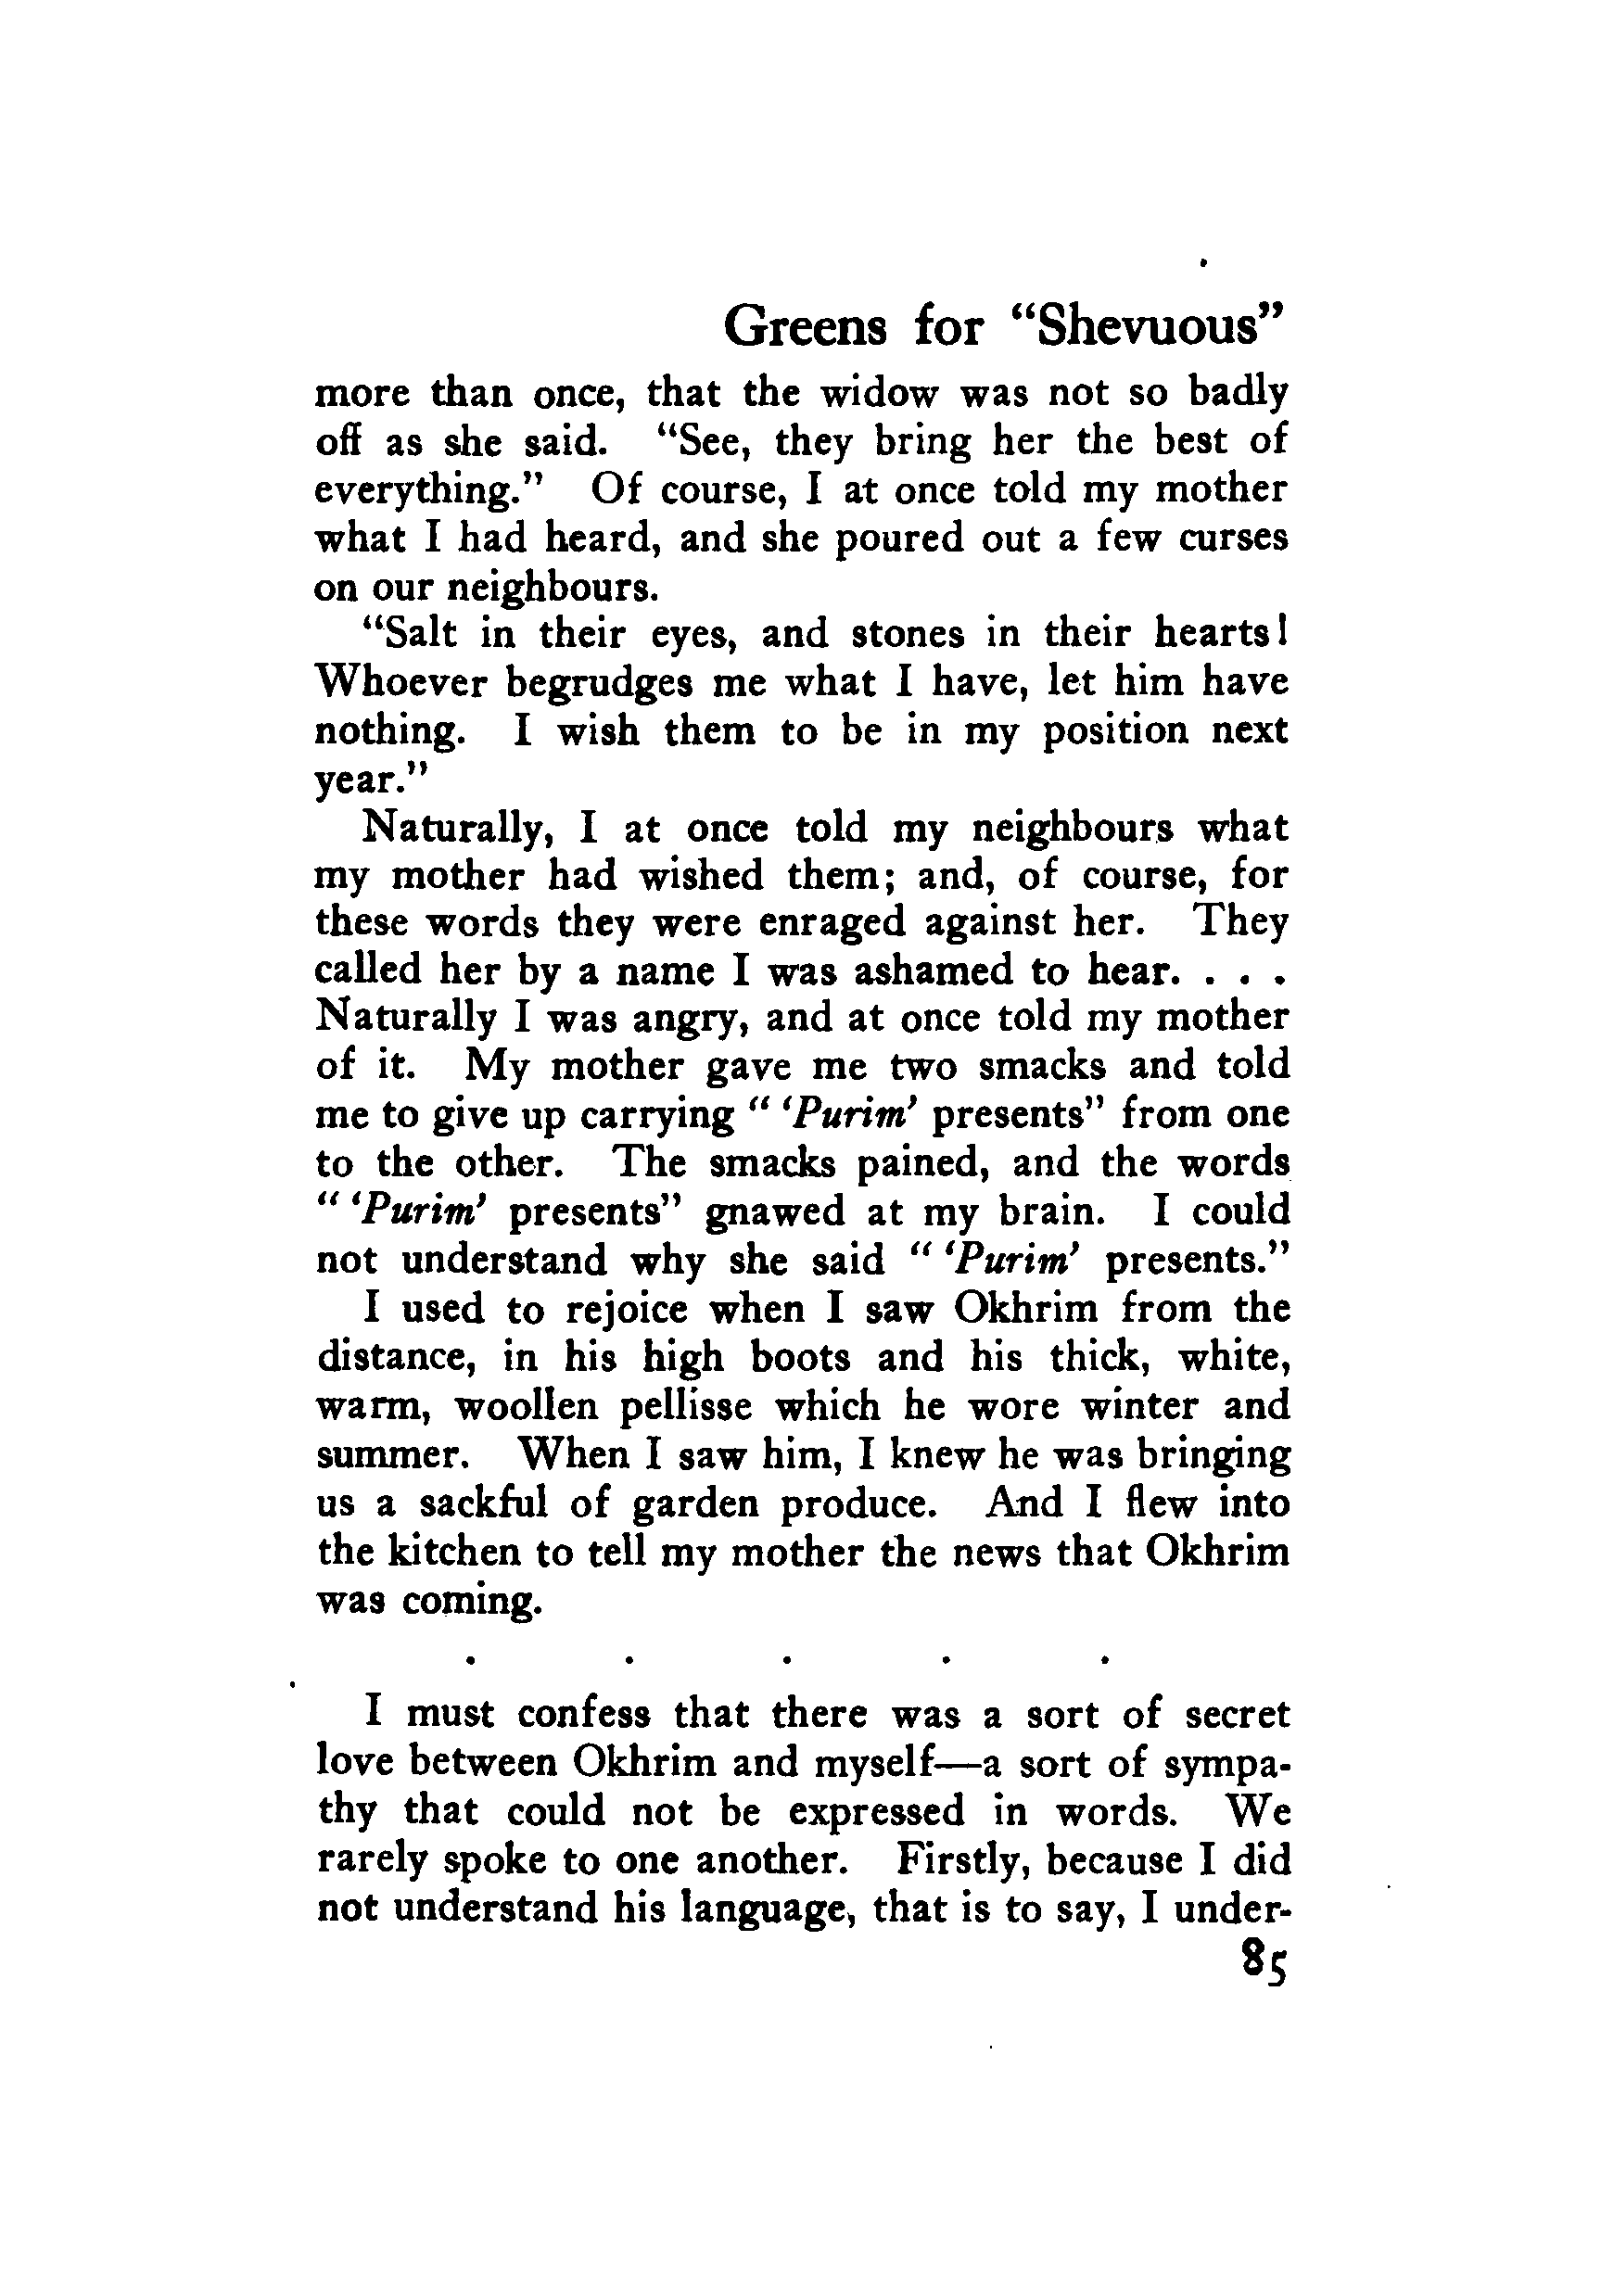 Greens for “Shevuous”
more than once, that the widow was not so badly
off as she said. “See, they bring her the best of
everything.” Of course, I at once told my mother
what I had heard, and she poured out a few curses
on our neighbours.
“Salt in their eyes, and stones in their hearts!
Whoever begrudges me what I have, let him have
nothing. I wish them to be in my position next
year.”
Naturally, I at once told my neighbours what
my mother had wished them; and, of course, for
these words they were enraged against her. They
called her by a name I was ashamed to hear. . . .
Naturally I was angry, and at once told my mother
of it. My mother gave me two smacks and told
me to give up carrying “ ‘Purim’ presents” from one
to the other. The smacks pained, and the words
“ ‘Purim’ presents” gnawed at my brain. I could
not understand why she said “ ‘Purim’ presents.”
I used to rejoice when I saw Okhrim from the
distance, in his high boots and his thick, white,
warm, woollen pellisse which he wore winter and
summer. When I saw him, I knew he was bringing
us a sackful of garden produce. And I flew into
the kitchen to tell my mother the news that Okhrim
was coming.
. . . . .
I must confess that there was a sort of secret
love between Okhrim and myself—a sort of sympa-
thy that could not be expressed in words. We
rarely spoke to one another. Firstly, because I did
not understand his language, that is to say, I under-
85